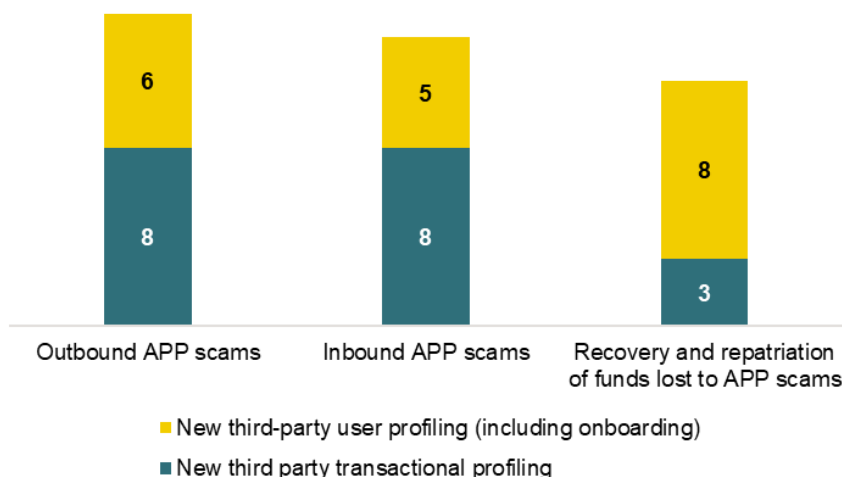 6
5
8
8
8
3
Outbound APP scams
Inbound APP scams
Recovery and repatriation
of funds lost to APP scams
New third-party user profiling (including onboarding)
New third party transactional profiling